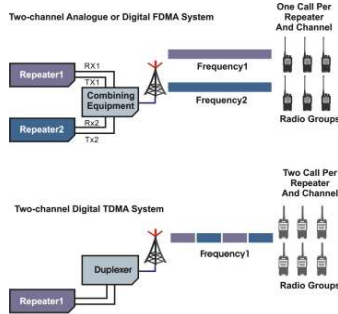 Two-channel Analogue or Digital FDMA System
One Call Per
Repeater
And Channel
Repeater1
RX1
TX1
Combining
Equipment
Frequency1
Repeater2
Rx2
Tx2
Frequency2
Radio Groups
Two-channel Digital TDMA System
Two Call Per
Repeater
And Channel
Duplexer
Frequency1
Repeater1
Radio Groups